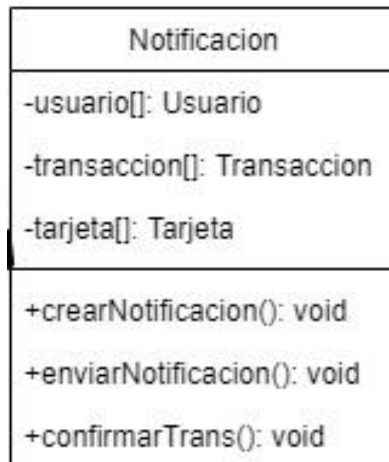 Notificacion
-usuario[]: Usuario
-transaccion[]: Transaccion
-tarjeta[]: Tarjeta
+crearNotificacion(): void
+enviarNotificacion(): void
+confirmarTrans(): void